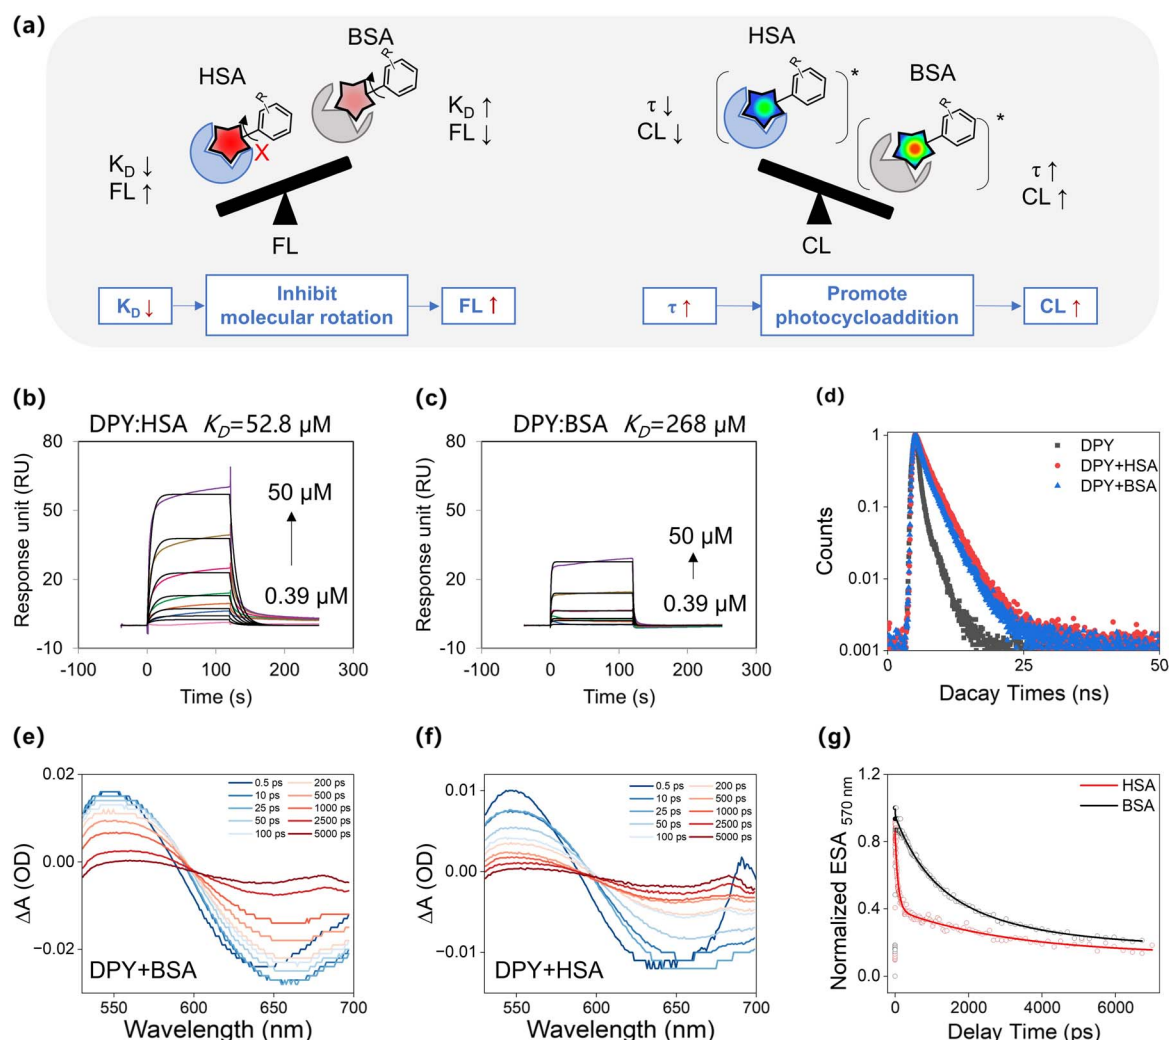 (a)
HSA
R
BSA
R
X
K_D ↓
FL ↑
K_D ↑
FL ↓
FL
HSA
R
*
BSA
R
*
τ ↓
CL ↓
τ ↑
CL ↑
CL
K_D ↓
Inhibit
molecular rotation
FL ↑
τ ↑
Promote
photocycloaddition
CL ↑
(b)
DPY:HSA K_D=52.8 μM
80
50
20
-10
Response unit (RU)
50 μM
0.39 μM
-100 0 100 200 300
Time (s)
(c)
DPY:BSA K_D=268 μM
80
50
20
-10
Response unit (RU)
50 μM
0.39 μM
-100 0 100 200 300
Time (s)
(d)
1
0.1
0.01
0.001
Counts
DPY
DPY+HSA
DPY+BSA
0 25 50
Dacay Times (ns)
(e)
0.02
0.00
−0.02
ΔA (OD)
0.5 ps 200 ps
10 ps 500 ps
25 ps 1000 ps
50 ps 2500 ps
100 ps 5000 ps
DPY+BSA
550 600 650 700
Wavelength (nm)
(f)
0.01
0.00
−0.01
ΔA (OD)
0.5 ps 200 ps
10 ps 500 ps
25 ps 1000 ps
50 ps 2500 ps
100 ps 5000 ps
DPY+HSA
550 600 650 700
Wavelength (nm)
(g)
1.2
0.8
0.4
0.0
Normalized ESA 570 nm
HSA
BSA
0 2000 4000 6000
Delay Time (ps)